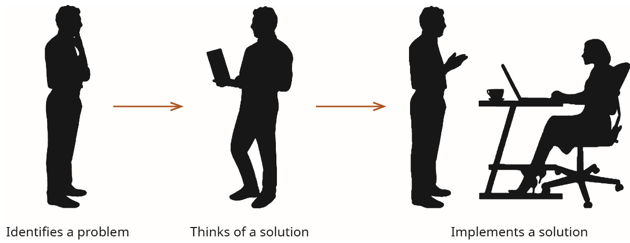 Identifies a problem
Thinks of a solution
Implements a solution